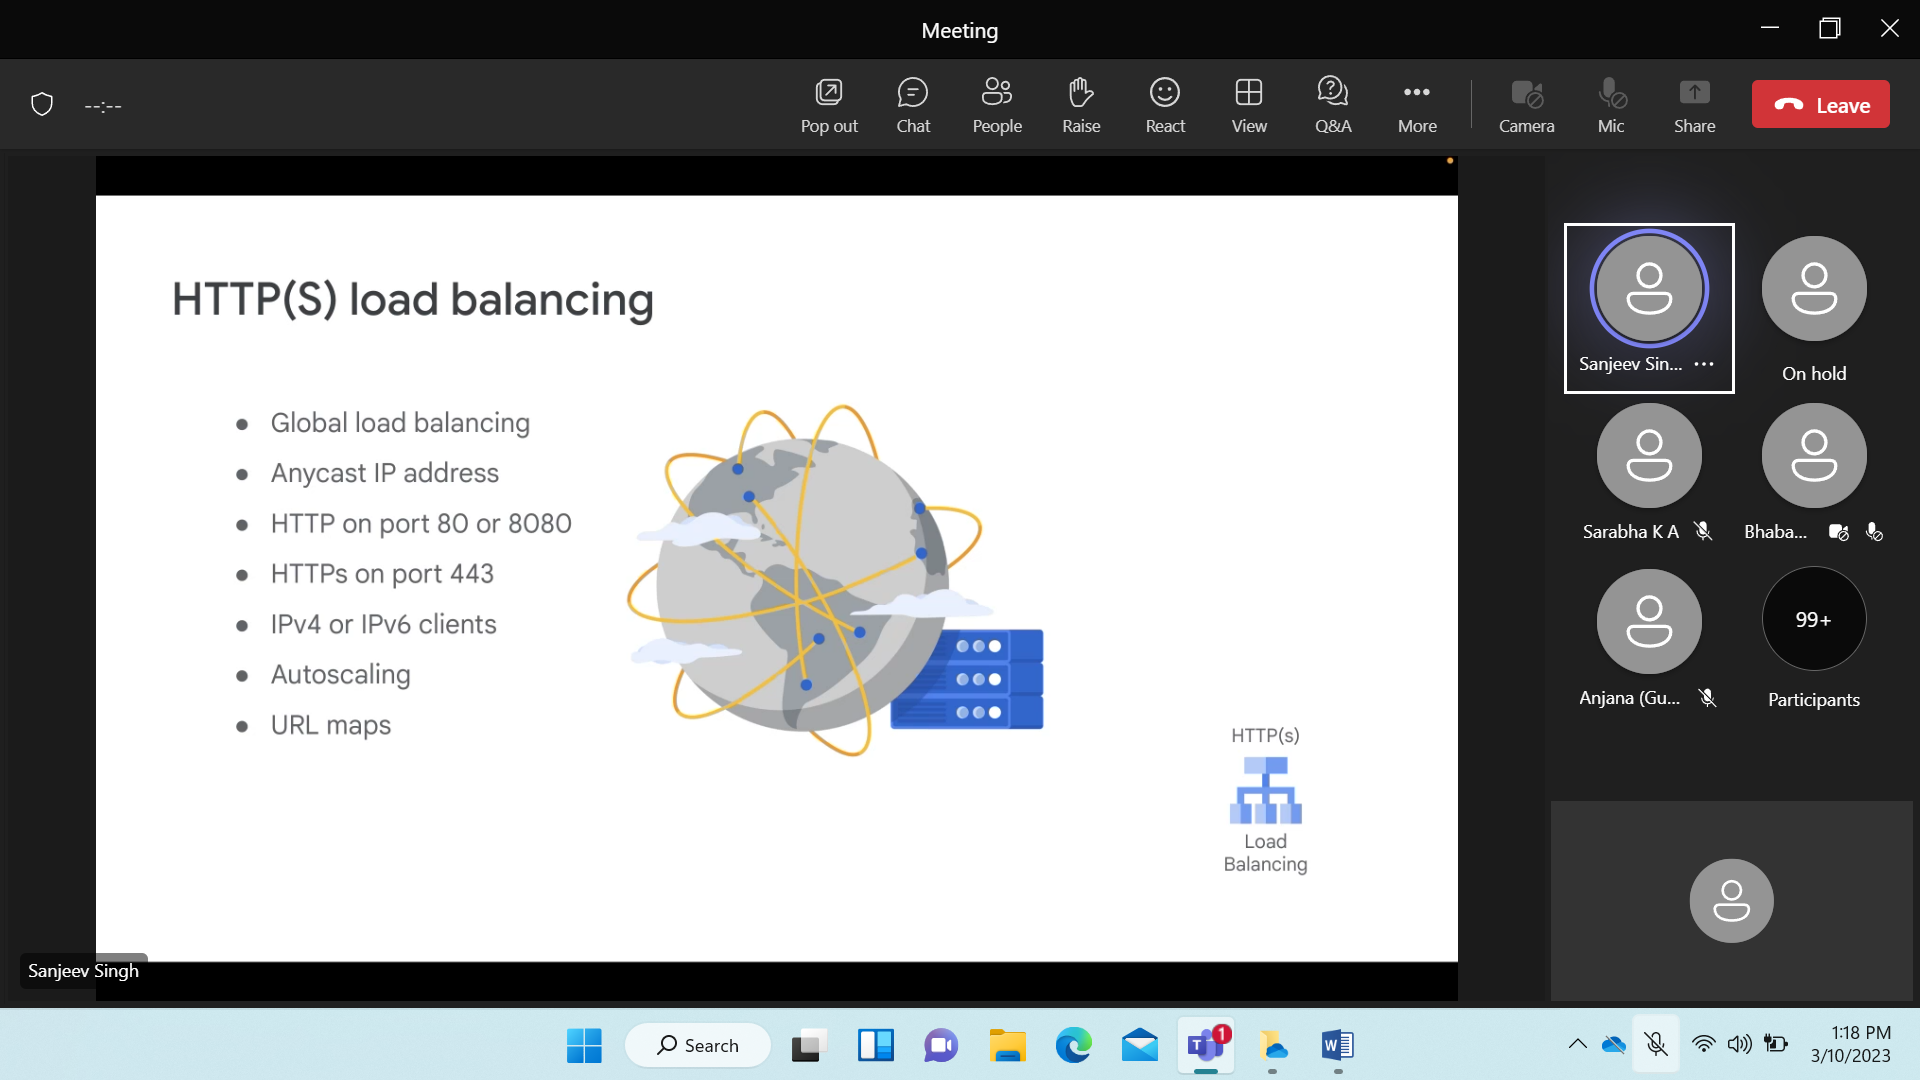 Meeting
--:--
Pop out
Chat
People
Raise
React
View
Q&A
More
Camera
Mic
Share
Leave
HTTP(S) load balancing
Global load balancing
Anycast IP address
HTTP on port 80 or 8080
HTTPs on port 443
IPv4 or IPv6 clients
Autoscaling
URL maps
HTTP(s)
Load
Balancing
Sanjeev Singh
Sanjeev Sin...
On hold
Sarabha K A
Bhaba...
Anjana (Gu...
99+
Participants
Search
T
1
W
1:18 PM
3/10/2023